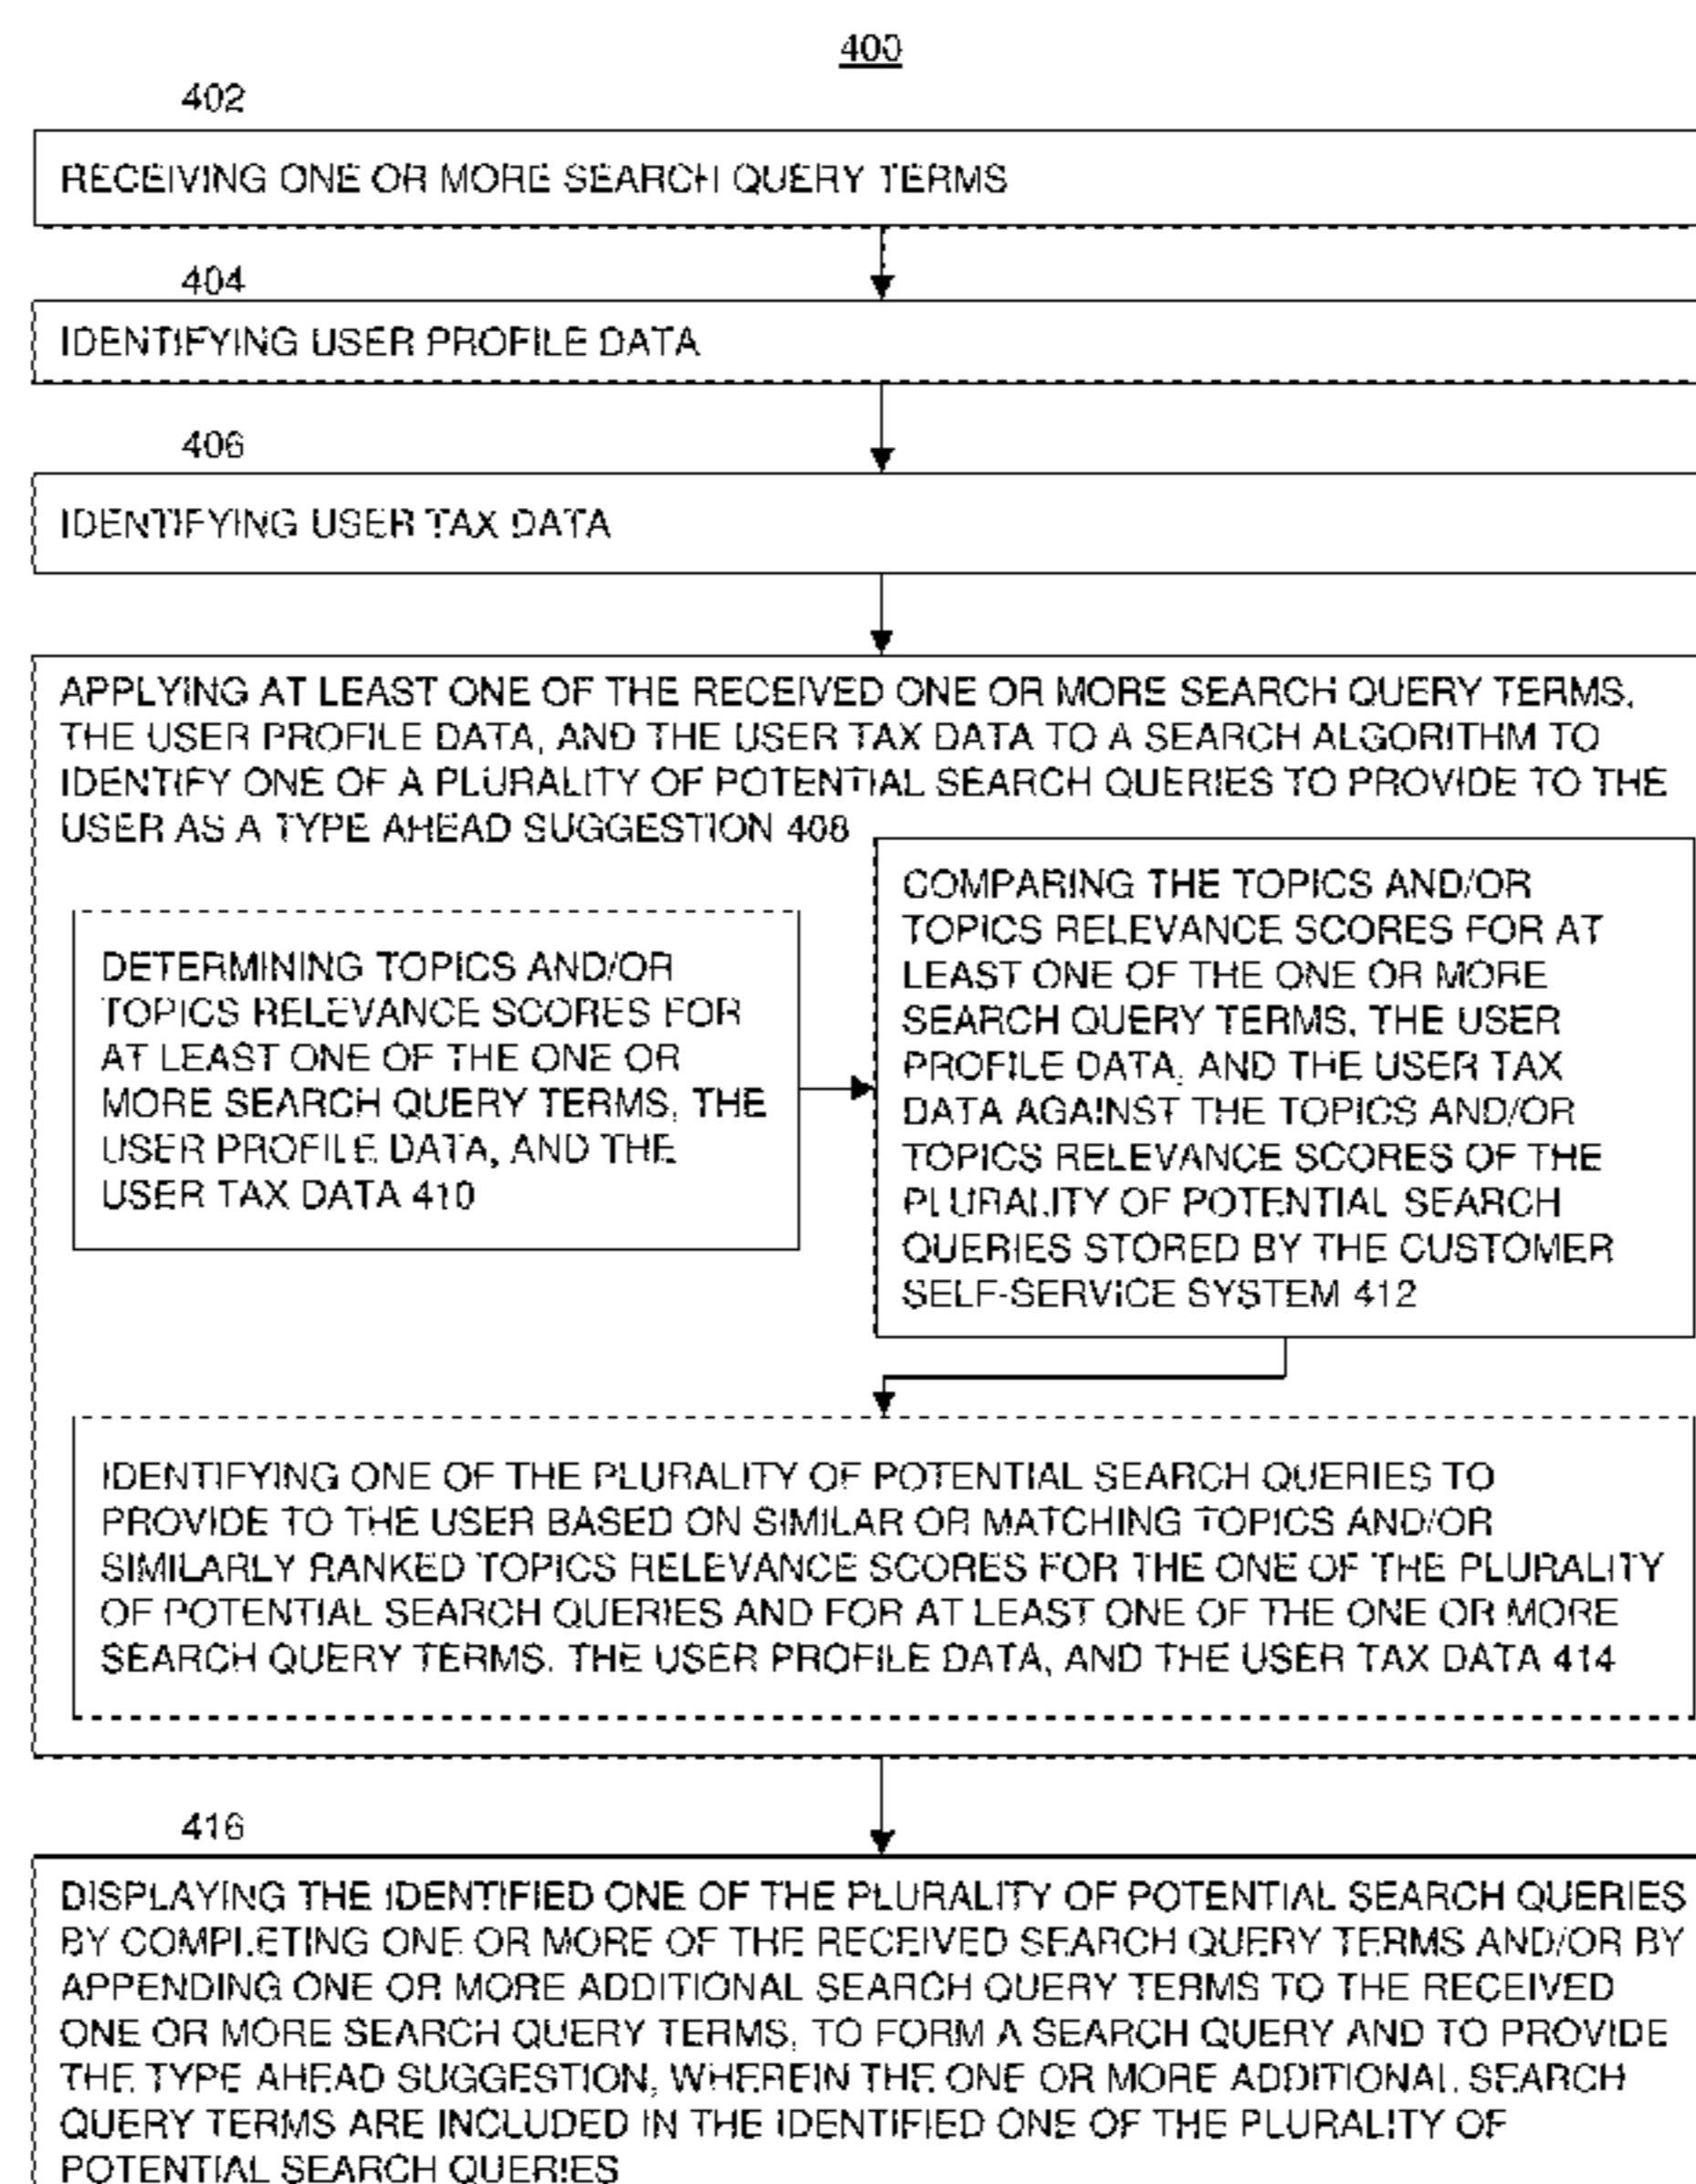 400
402
RECEIVING ONE OR MORE SEARCH QUERY TERMS
404
IDENTIFYING USER PROFILE DATA
406
IDENTIFYING USER TAX DATA
APPLYING AT LEAST ONE OF THE RECEIVED ONE OR MORE SEARCH QUERY TERMS,
THE USER PROFILE DATA, AND THE USER TAX DATA TO A SEARCH ALGORITHM TO
IDENTIFY ONE OF A PLURALITY OF POTENTIAL SEARCH QUERIES TO PROVIDE TO THE
USER AS A TYPE AHEAD SUGGESTION 408
DETERMINING TOPICS AND/OR
TOPICS RELEVANCE SCORES FOR
AT LEAST ONE OF THE ONE OR
MORE SEARCH QUERY TERMS, THE
USER PROFILE DATA, AND THE
USER TAX DATA 410
COMPARING THE TOPICS AND/OR
TOPICS RELEVANCE SCORES FOR AT
LEAST ONE OF THE ONE OR MORE
SEARCH QUERY TERMS, THE USER
PROFILE DATA, AND THE USER TAX
DATA AGAINST THE TOPICS AND/OR
TOPICS RELEVANCE SCORES OF THE
PLURALITY OF POTENTIAL SEARCH
QUERIES STORED BY THE CUSTOMER
SELF-SERVICE SYSTEM 412
IDENTIFYING ONE OF THE PLURALITY OF POTENTIAL SEARCH QUERIES TO
PROVIDE TO THE USER BASED ON SIMILAR OR MATCHING TOPICS AND/OR
SIMILARLY RANKED TOPICS RELEVANCE SCORES FOR THE ONE OF THE PLURALITY
OF POTENTIAL SEARCH QUERIES AND FOR AT LEAST ONE OF THE ONE OR MORE
SEARCH QUERY TERMS, THE USER PROFILE DATA, AND THE USER TAX DATA 414
416
DISPLAYING THE IDENTIFIED ONE OF THE PLURALITY OF POTENTIAL SEARCH QUERIES
BY COMPLETING ONE OR MORE OF THE RECEIVED SEARCH QUERY TERMS AND/OR BY
APPENDING ONE OR MORE ADDITIONAL SEARCH QUERY TERMS TO THE RECEIVED
ONE OR MORE SEARCH QUERY TERMS, TO FORM A SEARCH QUERY AND TO PROVIDE
THE TYPE AHEAD SUGGESTION, WHEREIN THE ONE OR MORE ADDITIONAL SEARCH
QUERY TERMS ARE INCLUDED IN THE IDENTIFIED ONE OF THE PLURALITY OF
POTENTIAL SEARCH QUERIES